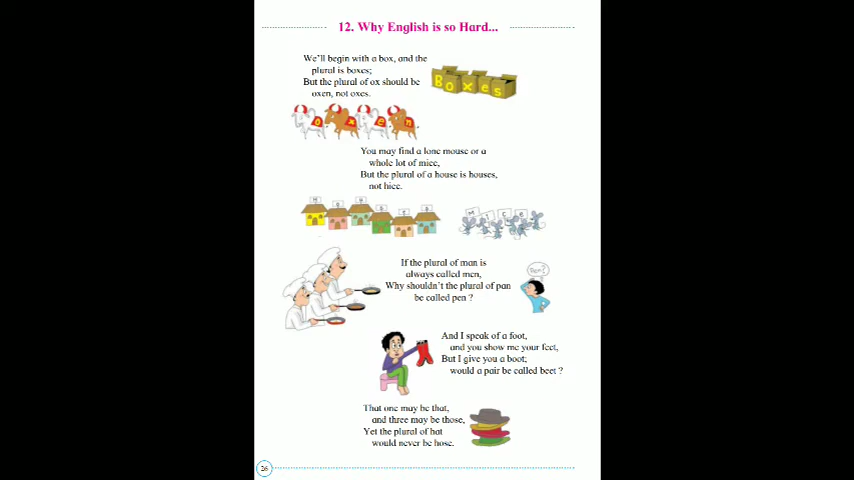 12. Why English is so Hard...
We'll begin with a box, and the
plural is boxes;
But the plural of ox should be
oxen, not oxes.
Boxes
oxen
You may find a lone mouse or a
whole lot of mice,
But the plural of a house is houses,
not hice.
MICE
If the plural of man is
always called men,
Why shouldn't the plural of pan
be called pen ?
And I speak of a foot,
and you show me your feet,
But I give you a boot;
would a pair be called beet ?
That one may be that,
and three may be those,
Yet the plural of hat
would never be hose.
26